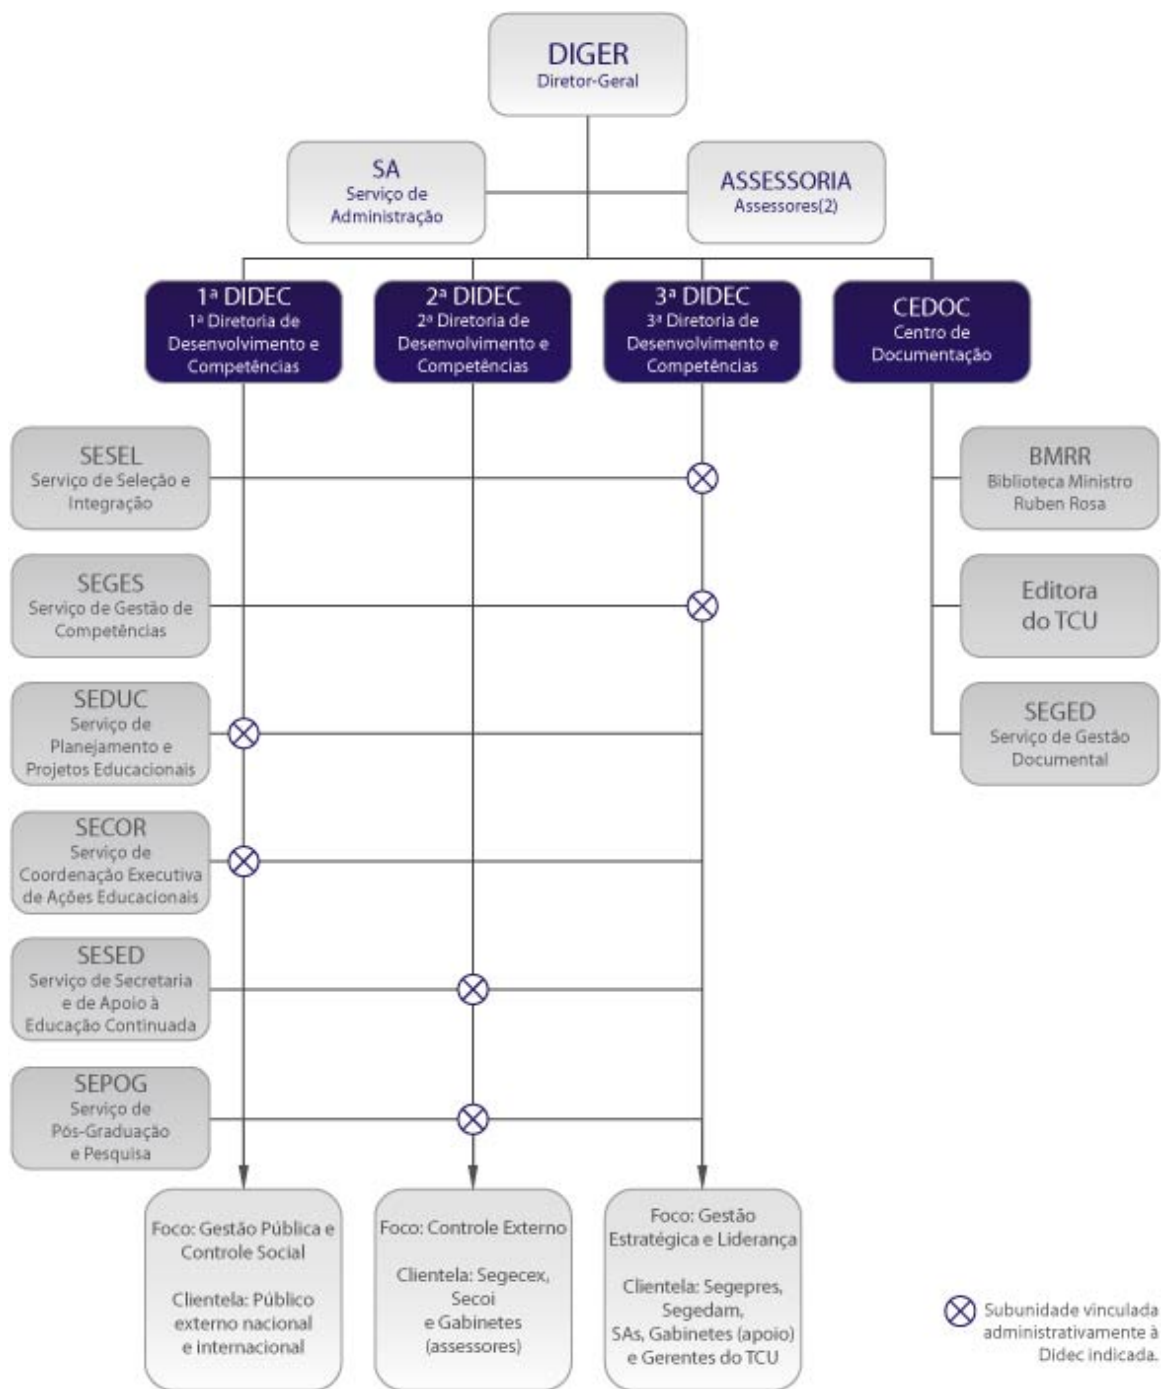 DIGER
Diretor-Geral
SA
Serviço de
Administração
ASSESSORIA
Assessores(2)
1ª DIDEC
1ª Diretoria de
Desenvolvimento e
Competências
2ª DIDEC
2ª Diretoria de
Desenvolvimento e
Competências
3ª DIDEC
3ª Diretoria de
Desenvolvimento e
Competências
CEDOC
Centro de
Documentação
SESEL
Serviço de Seleção e
Integração
BMRR
Biblioteca Ministro
Ruben Rosa
SEGES
Serviço de Gestão de
Competências
Editora
do TCU
SEDUC
Serviço de
Planejamento e
Projetos Educacionais
SEGED
Serviço de Gestão
Documental
SECOR
Serviço de
Coordenação Executiva
de Ações Educacionais
SESED
Serviço de Secretaria
e de Apoio à
Educação Continuada
SEPOG
Serviço de
Pós-Graduação
e Pesquisa
Foco: Gestão Pública e
Controle Social
Clientela: Público
externo nacional
e internacional
Foco: Controle Externo
Clientela: Segecex,
Secoi
e Gabinetes
(assessores)
Foco: Gestão
Estratégica e Liderança
Clientela: Segepres,
Segedam,
SAs, Gabinetes (apoio)
e Gerentes do TCU
Subunidade vinculada
administrativamente à
Didec indicada.